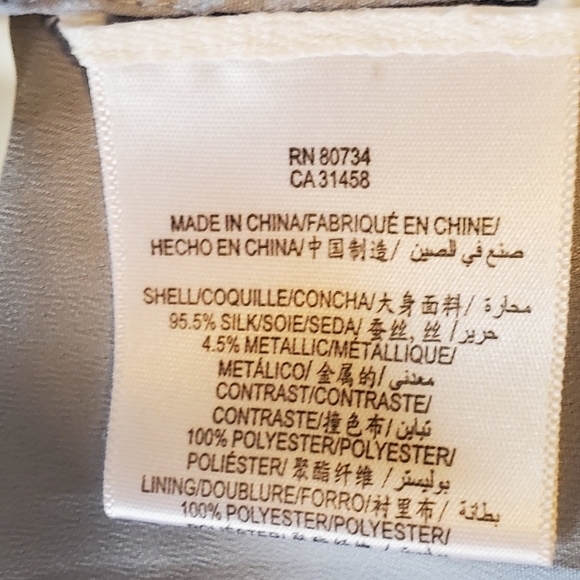 RN 80734
CA 31458
MADE IN CHINA/FABRIQUÉ EN CHINE/
HECHO EN CHINA/中国制造/ صنع في الصين
SHELL/COQUILLE/CONCHA/大身面料/ محارة
95.5% SILK/SOIE/SEDA/ 蚕丝, 丝 /حرير
4.5% METALLIC/MÉTALLIQUE/
METÁLICO/ 金属的/ معدني
CONTRAST/CONTRASTE/
CONTRASTE/撞色布/ تباين
100% POLYESTER/POLYESTER/
POLIÉSTER/ 聚酯纤维 / بوليستر
LINING/DOUBLURE/FORRO/衬里布/ بطانة
100% POLYESTER/POLYESTER/